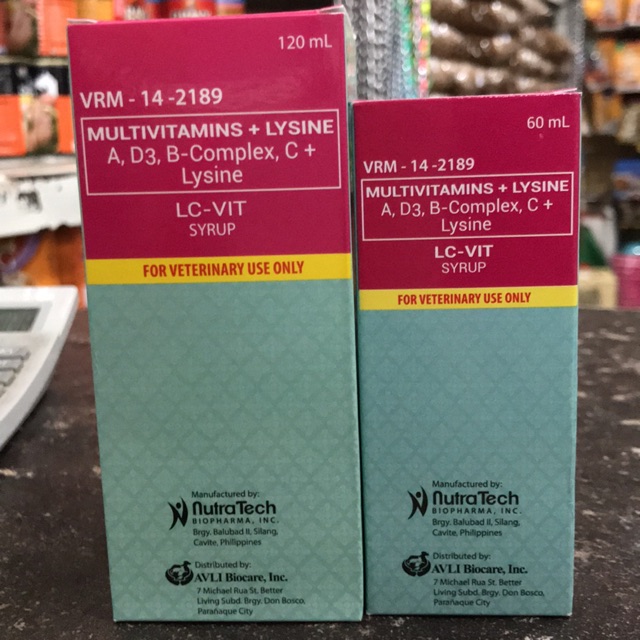 120 mL
VRM - 14 -2189
MULTIVITAMINS + LYSINE
A, D3, B-Complex, C +
Lysine
LC-VIT
SYRUP
FOR VETERINARY USE ONLY
Manufactured by:
NutraTech
BIOPHARMA, INC.
Brgy. Balubad II, Silang,
Cavite, Philippines
Distributed by:
AVLI Biocare, Inc.
7 Michael Rua St. Better
Living Subd. Brgy. Don Bosco,
Parañaque City
60 mL
VRM - 14 -2189
MULTIVITAMINS + LYSINE
A, D3, B-Complex, C +
Lysine
LC-VIT
SYRUP
FOR VETERINARY USE ONLY
Manufactured by:
NutraTech
BIOPHARMA, INC.
Brgy. Balubad II, Silang,
Cavite, Philippines
Distributed by:
AVLI Biocare, Inc.
7 Michael Rua St. Better
Living Subd. Brgy. Don Bosco,
Parañaque City